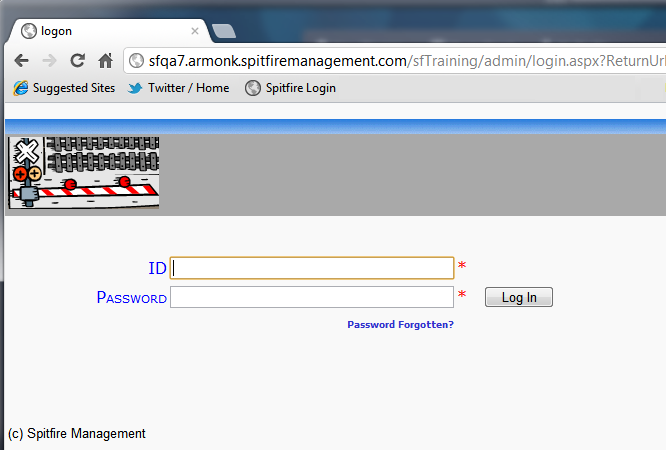 logon
sfqa7.armonk.spitfiremanagement.com/sfTraining/admin/login.aspx?ReturnUrl
Suggested Sites Twitter / Home Spitfire Login
ID *
Password * Log In
Password Forgotten?
(c) Spitfire Management